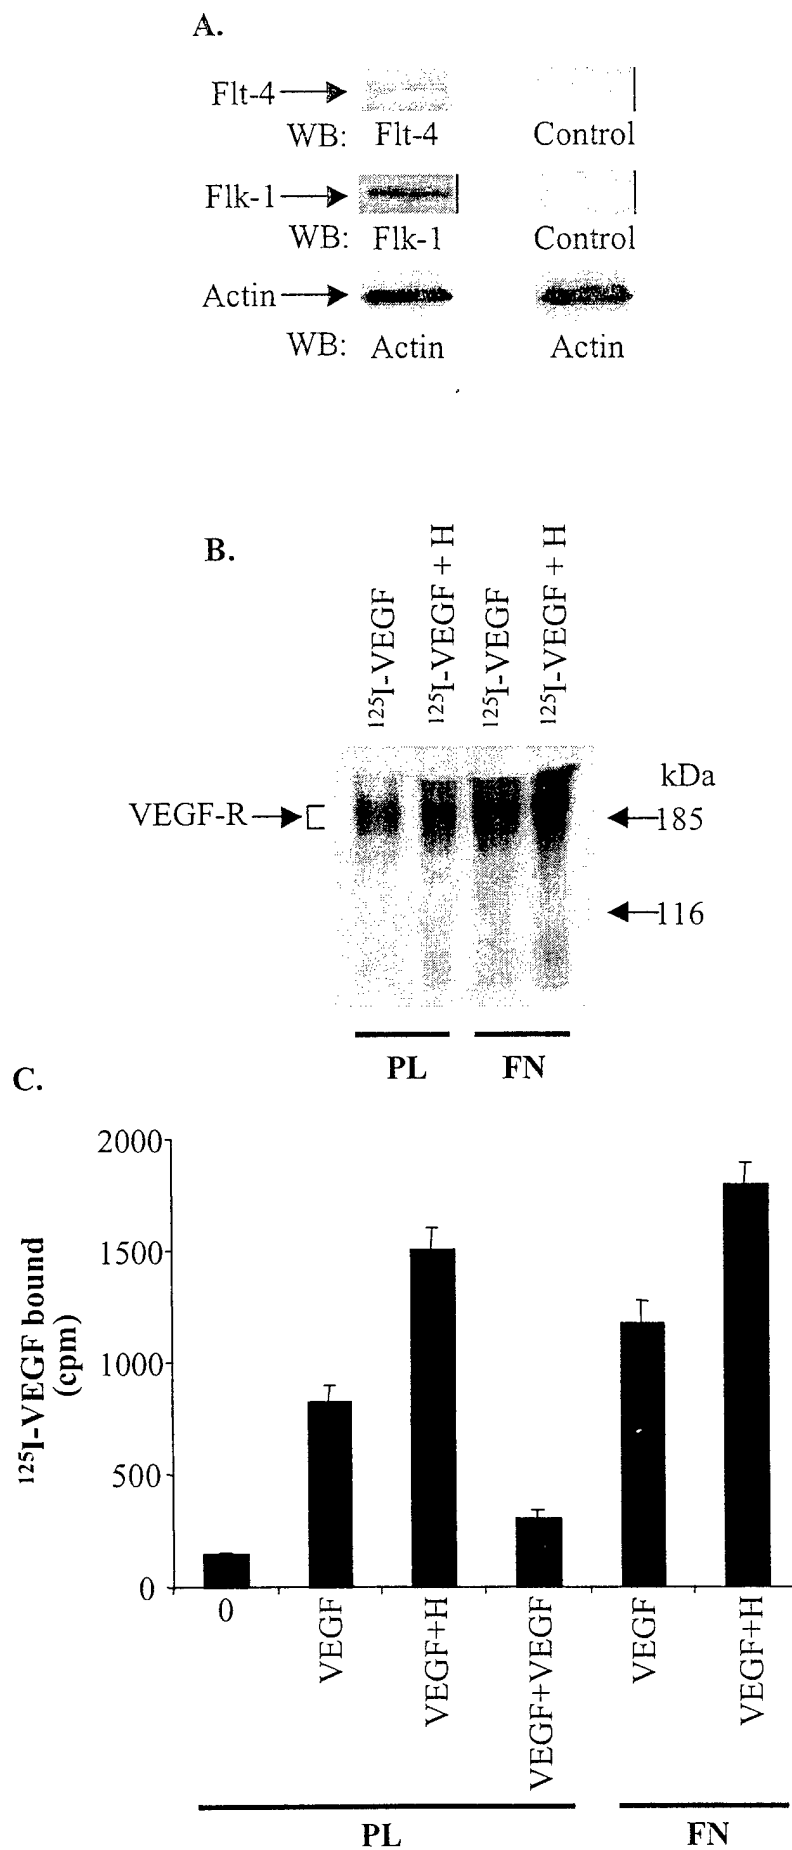 A.
Flt-4
WB: Flt-4 Control
Flk-1
WB: Flk-1 Control
Actin
WB: Actin Actin
B.
¹²⁵I-VEGF
¹²⁵I-VEGF + H
¹²⁵I-VEGF
¹²⁵I-VEGF + H
kDa
VEGF-R 185
116
PL FN
C.
¹²⁵I-VEGF bound
(cpm)
2000
1500
1000
500
0
0
VEGF
VEGF+H
VEGF+VEGF
VEGF
VEGF+H
PL FN